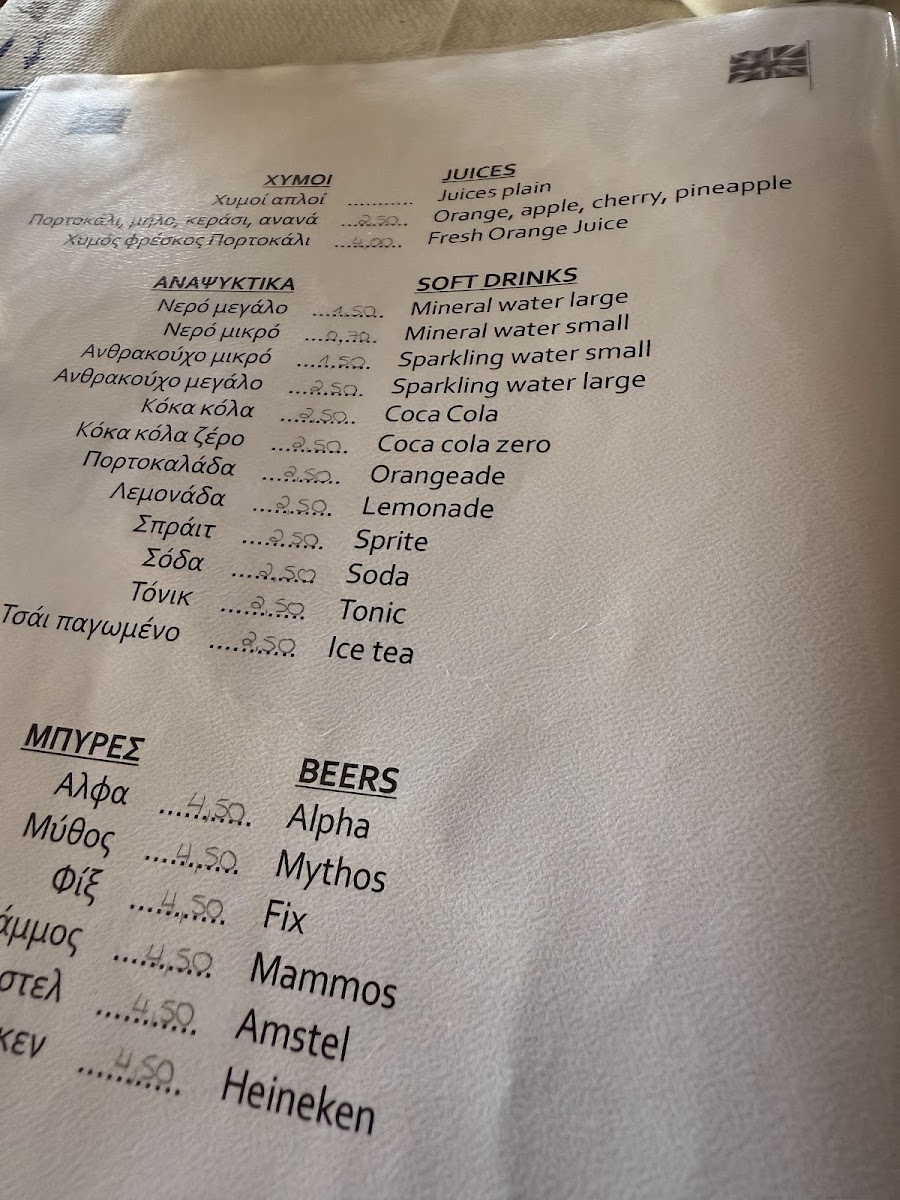 ΧΥΜΟΙ JUICES
Χυμοί απλοί ........... Juices plain
Πορτοκάλι, μήλο, κεράσι, ανανά ...2,50.. Orange, apple, cherry, pineapple
Χυμός φρέσκος Πορτοκάλι ...4,00.. Fresh Orange Juice
ΑΝΑΨΥΚΤΙΚΑ SOFT DRINKS
Νερό μεγάλο ...1,50.. Mineral water large
Νερό μικρό ...0,70.. Mineral water small
Ανθρακούχο μικρό ...1,50.. Sparkling water small
Ανθρακούχο μεγάλο ...2,50.. Sparkling water large
Κόκα κόλα ...2,50.. Coca Cola
Κόκα κόλα ζέρο ...2,50.. Coca cola zero
Πορτοκαλάδα ...2,50.. Orangeade
Λεμονάδα ...2,50.. Lemonade
Σπράιτ ...2,50.. Sprite
Σόδα ...2,50 Soda
Τόνικ ...2,50 Tonic
Τσάι παγωμένο ...2,50 Ice tea
ΜΠΥΡΕΣ BEERS
Αλφα ...4,50. Alpha
Μύθος ...4,50 Mythos
Φίξ ...4,50 Fix
άμμος ...4,50 Mammos
στελ ...4,50 Amstel
κεν ...4,50 Heineken